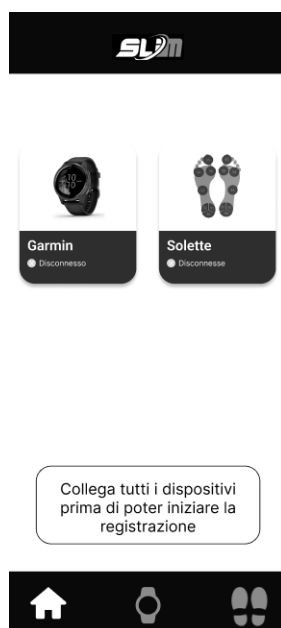 SLIM
Garmin
Disconnesso
Solette
Disconnesse
Collega tutti i dispositivi
prima di poter iniziare la
registrazione